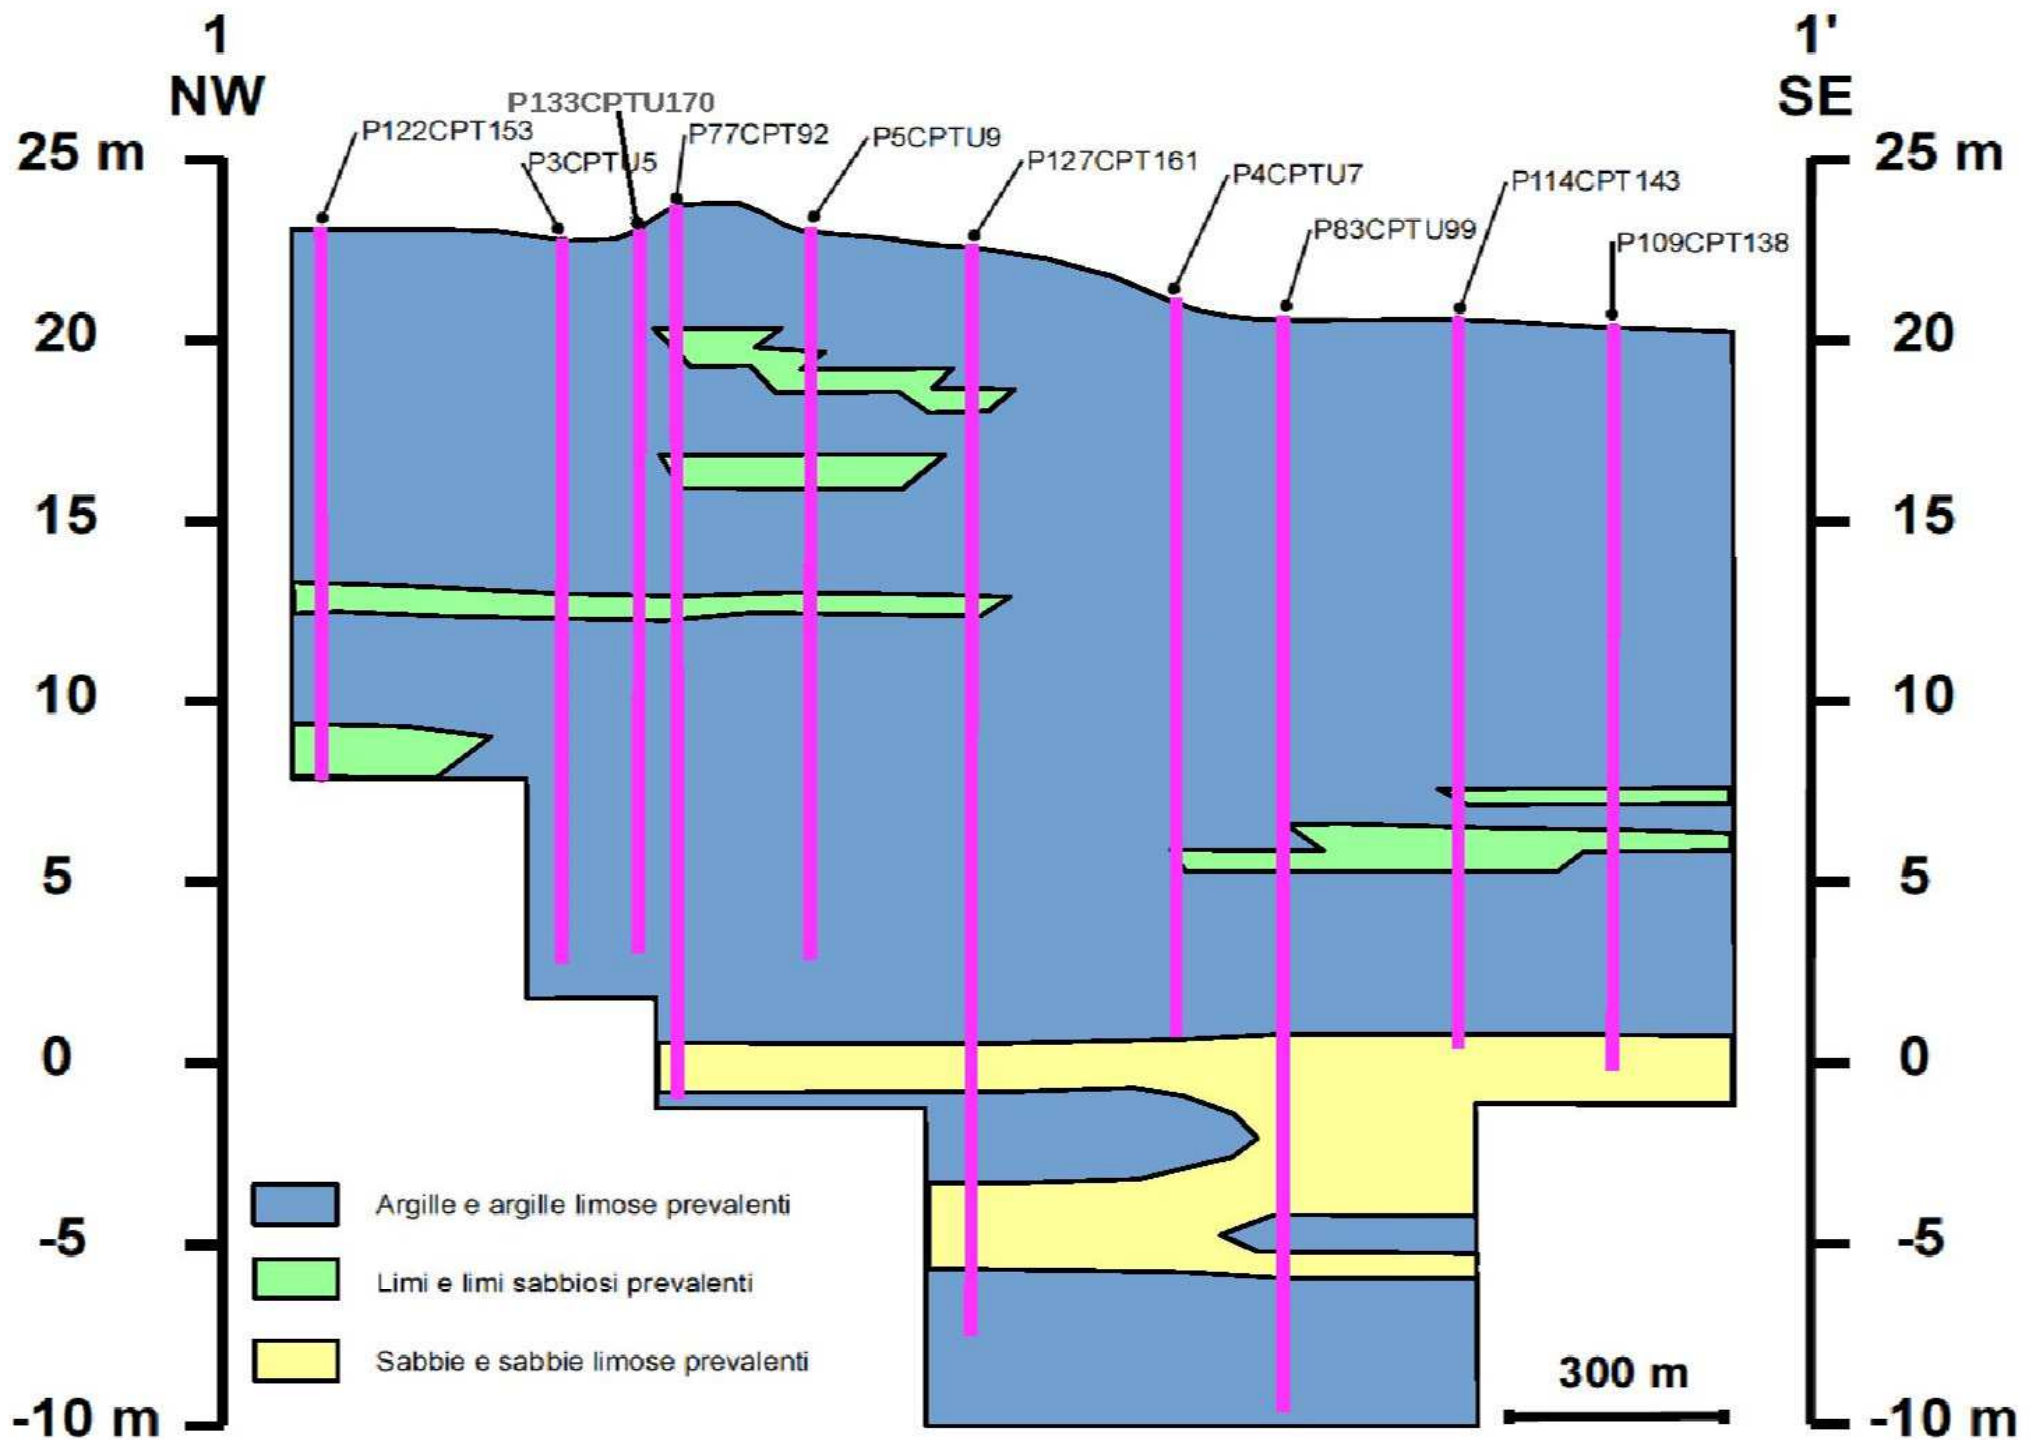 1
1'
NW
SE
P133CPTU170
P122CPT153
P77CPT92
P5CPTU9
P3CPTU5
P127CPT161
P4CPTU7
P114CPT143
P83CPTU99
P109CPT138
25 m
25 m
20
20
15
15
10
10
5
5
0
0
-5
-5
-10 m
-10 m
Argille e argille limose prevalenti
Limi e limi sabbiosi prevalenti
Sabbie e sabbie limose prevalenti
300 m